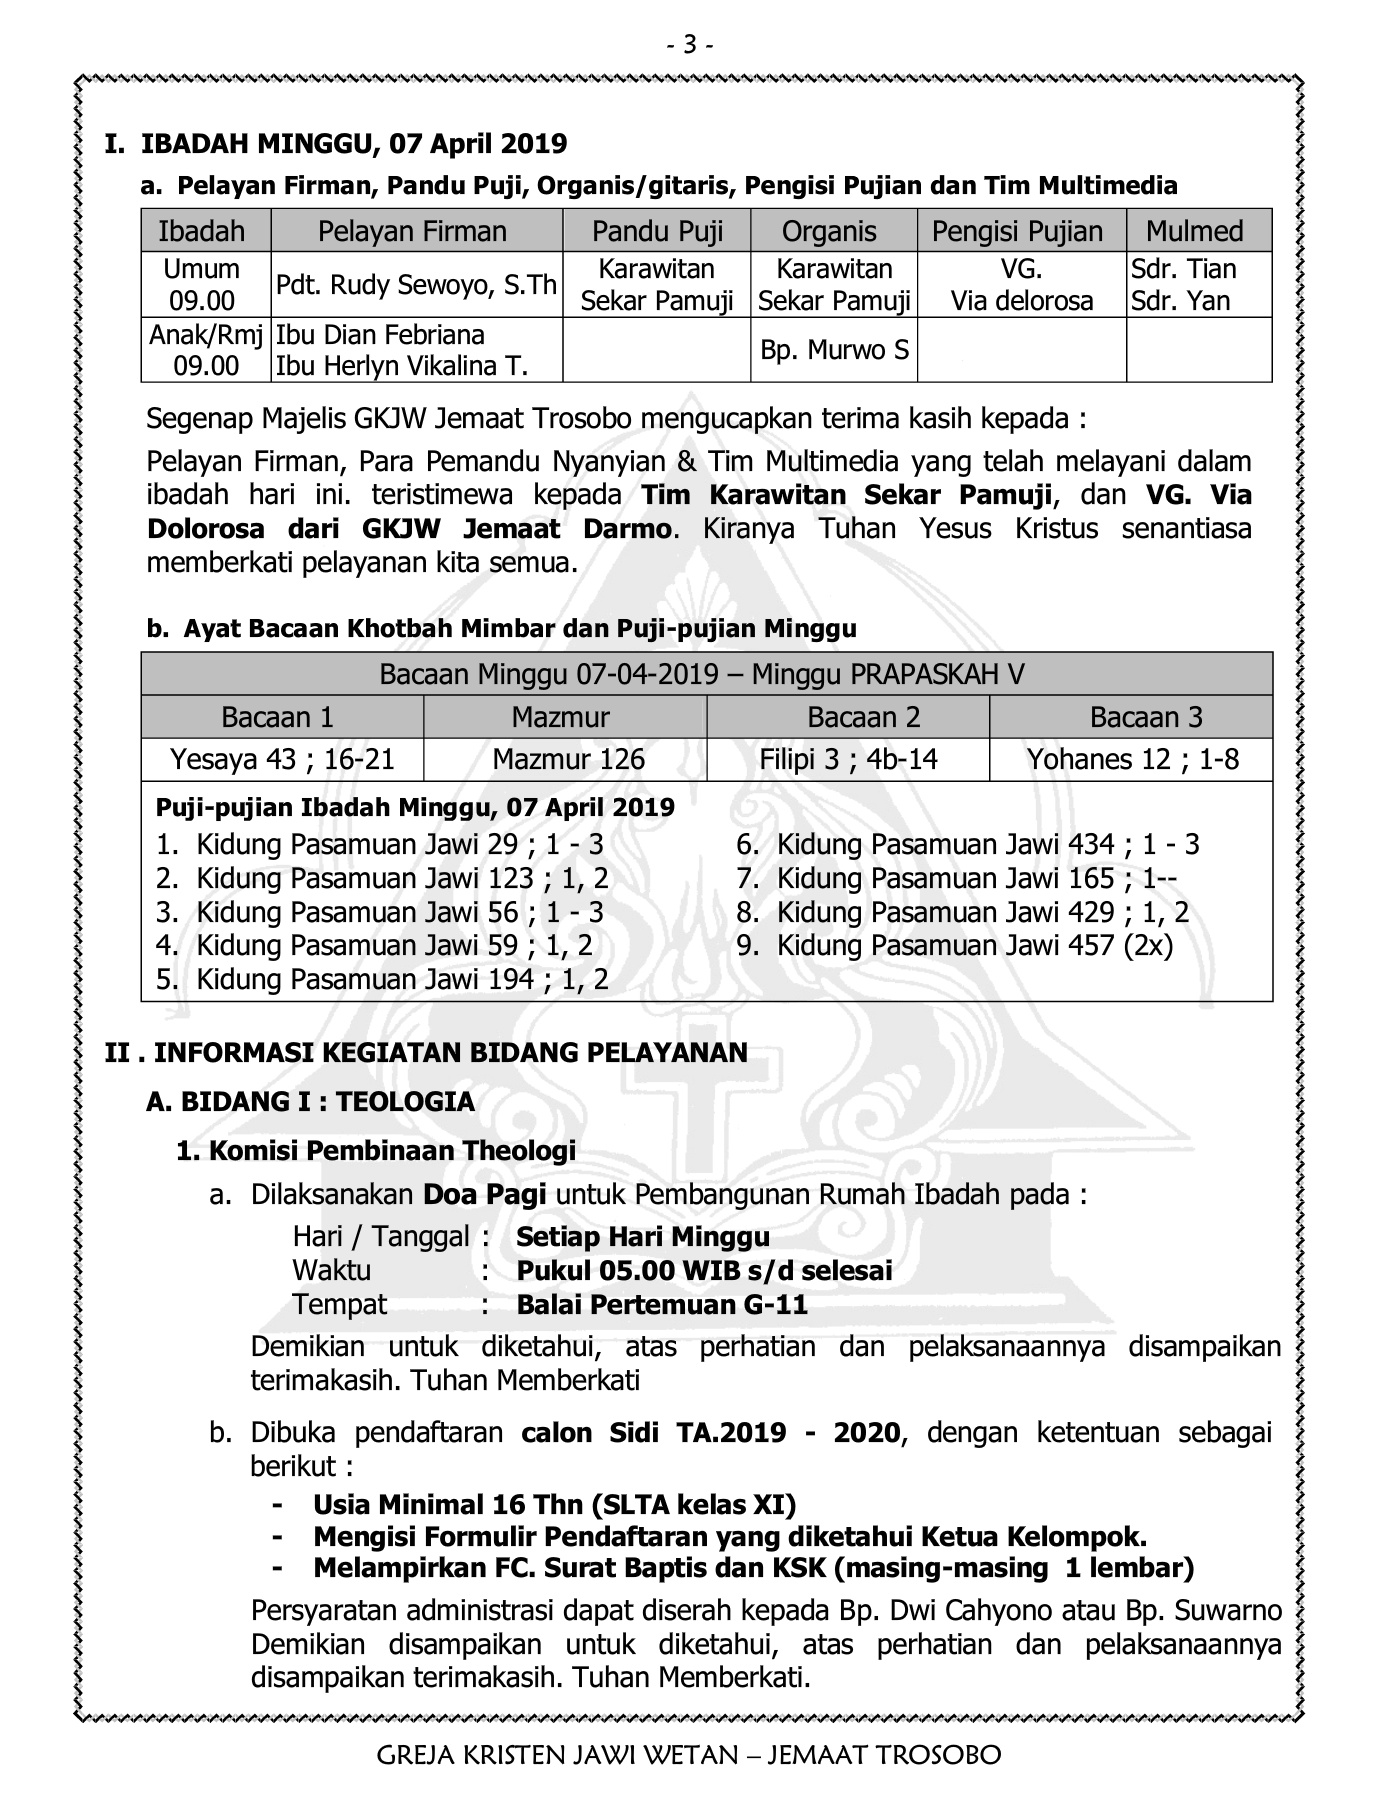 - 3 -
I. IBADAH MINGGU, 07 April 2019
a. Pelayan Firman, Pandu Puji, Organis/gitaris, Pengisi Pujian dan Tim Multimedia
Ibadah Pelayan Firman Pandu Puji Organis Pengisi Pujian Mulmed
Umum 09.00 Pdt. Rudy Sewoyo, S.Th Karawitan Sekar Pamuji Karawitan Sekar Pamuji VG. Via delorosa Sdr. Tian Sdr. Yan
Anak/Rmj 09.00 Ibu Dian Febriana Ibu Herlyn Vikalina T. Bp. Murwo S
Segenap Majelis GKJW Jemaat Trosobo mengucapkan terima kasih kepada :
Pelayan Firman, Para Pemandu Nyanyian & Tim Multimedia yang telah melayani dalam
ibadah hari ini. teristimewa kepada Tim Karawitan Sekar Pamuji, dan VG. Via
Dolorosa dari GKJW Jemaat Darmo. Kiranya Tuhan Yesus Kristus senantiasa
memberkati pelayanan kita semua.
b. Ayat Bacaan Khotbah Mimbar dan Puji-pujian Minggu
Bacaan Minggu 07-04-2019 – Minggu PRAPASKAH V
Bacaan 1 Mazmur Bacaan 2 Bacaan 3
Yesaya 43 ; 16-21 Mazmur 126 Filipi 3 ; 4b-14 Yohanes 12 ; 1-8
Puji-pujian Ibadah Minggu, 07 April 2019
1. Kidung Pasamuan Jawi 29 ; 1 - 3
2. Kidung Pasamuan Jawi 123 ; 1, 2
3. Kidung Pasamuan Jawi 56 ; 1 - 3
4. Kidung Pasamuan Jawi 59 ; 1, 2
5. Kidung Pasamuan Jawi 194 ; 1, 2
6. Kidung Pasamuan Jawi 434 ; 1 - 3
7. Kidung Pasamuan Jawi 165 ; 1--
8. Kidung Pasamuan Jawi 429 ; 1, 2
9. Kidung Pasamuan Jawi 457 (2x)
II . INFORMASI KEGIATAN BIDANG PELAYANAN
A. BIDANG I : TEOLOGIA
1. Komisi Pembinaan Theologi
a. Dilaksanakan Doa Pagi untuk Pembangunan Rumah Ibadah pada :
Hari / Tanggal : Setiap Hari Minggu
Waktu : Pukul 05.00 WIB s/d selesai
Tempat : Balai Pertemuan G-11
Demikian untuk diketahui, atas perhatian dan pelaksanaannya disampaikan
terimakasih. Tuhan Memberkati
b. Dibuka pendaftaran calon Sidi TA.2019 - 2020, dengan ketentuan sebagai
berikut :
- Usia Minimal 16 Thn (SLTA kelas XI)
- Mengisi Formulir Pendaftaran yang diketahui Ketua Kelompok.
- Melampirkan FC. Surat Baptis dan KSK (masing-masing 1 lembar)
Persyaratan administrasi dapat diserah kepada Bp. Dwi Cahyono atau Bp. Suwarno
Demikian disampaikan untuk diketahui, atas perhatian dan pelaksanaannya
disampaikan terimakasih. Tuhan Memberkati.
GREJA KRISTEN JAWI WETAN – JEMAAT TROSOBO